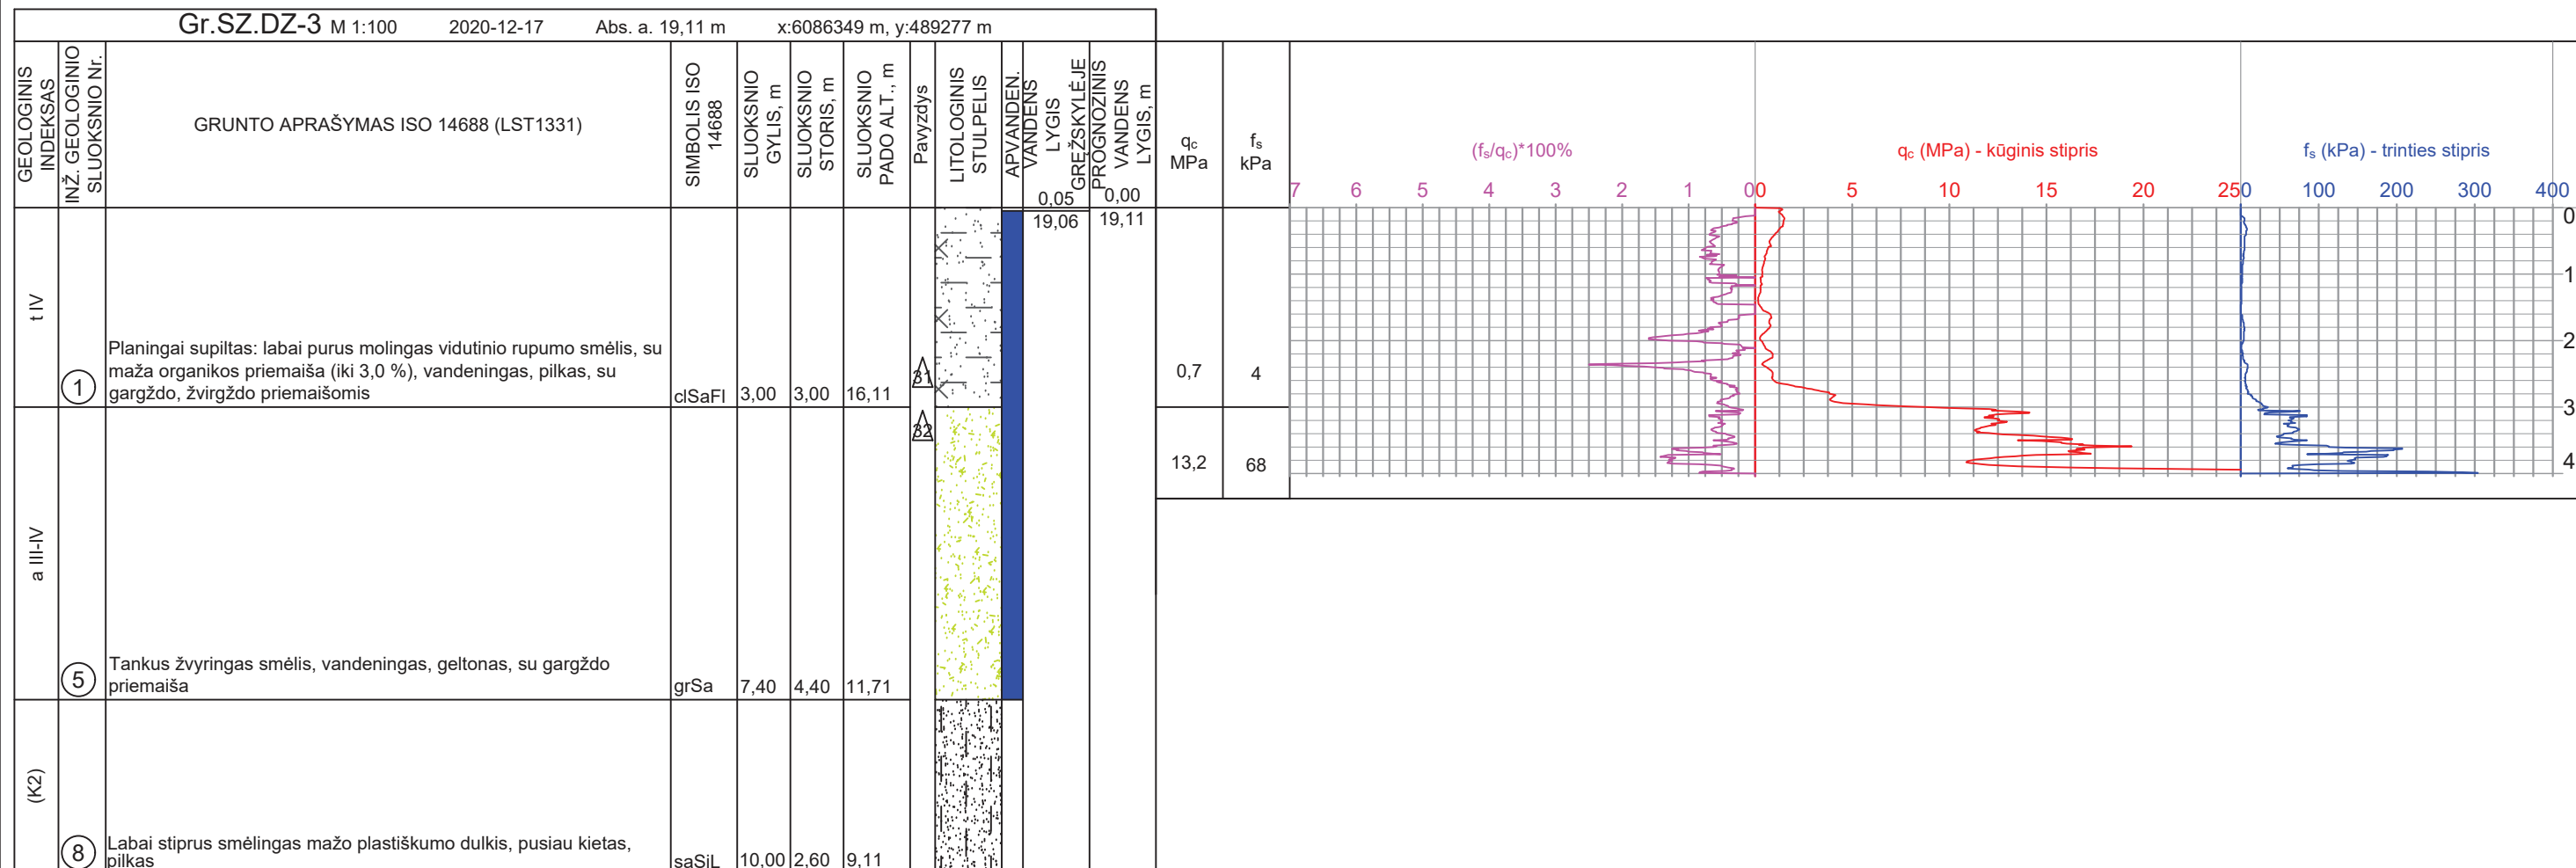 Gr.SZ.DZ-3 M 1:100 2020-12-17 Abs. a. 19,11 m x:6086349 m, y:489277 m
GEOLOGINIS
INDEKSAS
INŽ. GEOLOGINIO
SLUOKSNIO Nr.
GRUNTO APRAŠYMAS ISO 14688 (LST1331)
SIMBOLIS ISO
14688
SLUOKSNIO
GYLIS, m
SLUOKSNIO
STORIS, m
SLUOKSNIO
PADO ALT., m
Pavyzdys
LITOLOGINIS
STULPELIS
APVANDEN.
VANDENS
LYGIS
GRĘŽSKYLĖJE
PROGNOZINIS
VANDENS
LYGIS, m
0,05 0,00
qc
MPa
fs
kPa
(fs/qc)*100%
qc (MPa) - kūginis stipris
fs (kPa) - trinties stipris
7 6 5 4 3 2 1 0
0 5 10 15 20 25
0 100 200 300 400
19,06 19,11
0
1
2
3
4
t IV
1
Planingai supiltas: labai purus molingas vidutinio rupumo smėlis, su
maža organikos priemaiša (iki 3,0 %), vandeningas, pilkas, su
gargždo, žvirgždo priemaišomis
clSaFl 3,00 3,00 16,11
31
0,7 4
a III-IV
5
Tankus žvyringas smėlis, vandeningas, geltonas, su gargždo
priemaiša
grSa 7,40 4,40 11,71
32
13,2 68
(K2)
8
Labai stiprus smėlingas mažo plastiškumo dulkis, pusiau kietas,
pilkas
saSiL 10,00 2,60 9,11